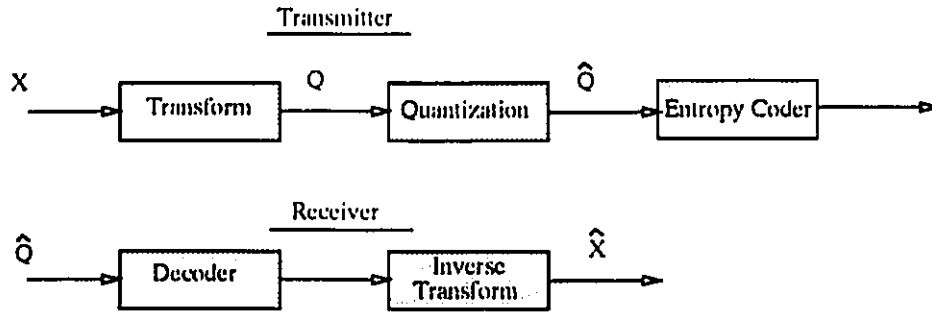 Transmitter
X Transform Q Quantization Q̂ Entropy Coder
Receiver
Q̂ Decoder Inverse Transform X̂